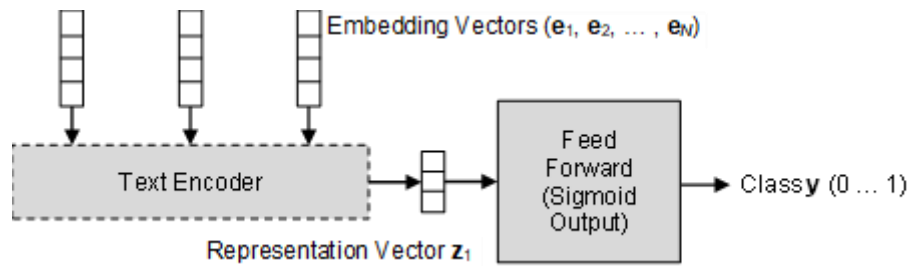 Embedding Vectors (e1, e2, … , eN)
Text Encoder
Feed
Forward
(Sigmoid
Output)
Class y (0 … 1)
Representation Vector z1